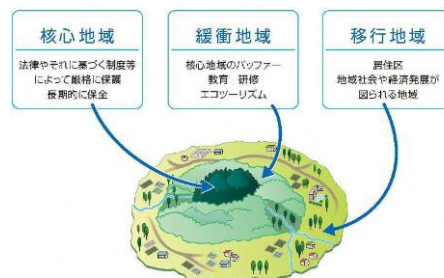 核心地域
法律やそれに基づく制度等
によって厳格に保護
長期的に保全
緩衝地域
核心地域のバッファー
教育　研修
エコツーリズム
移行地域
居住区
地域社会や経済発展が
図られる地域